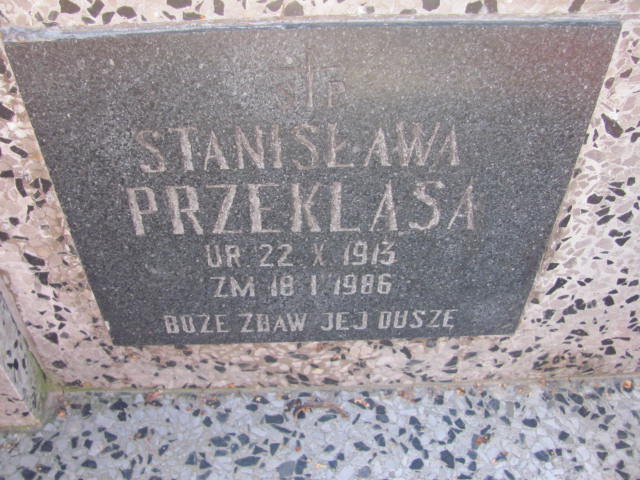 Ś P
STANISŁAWA
PRZEKLASA
UR 22 X 1913
ZM 18 I 1986
BOŻE ZBAW JEJ DUSZĘ